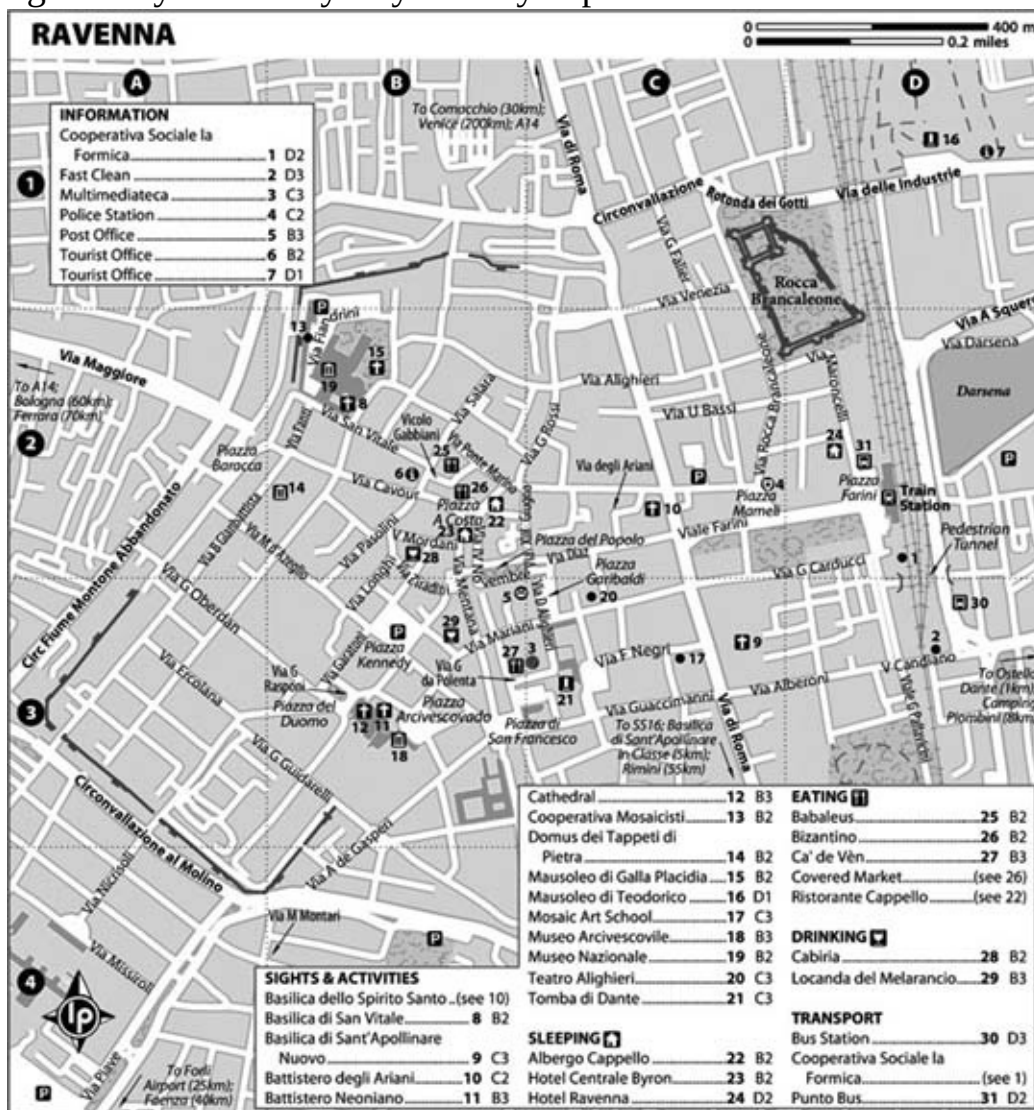 RAVENNA
0 400 m
0 0.2 miles
A
B
C
D
1
2
3
4
INFORMATION
Cooperativa Sociale la
Formica 1 D2
Fast Clean 2 D3
Multimediateca 3 C3
Police Station 4 C2
Post Office 5 B3
Tourist Office 6 B2
Tourist Office 7 D1
To Comacchio (30km);
Venice (200km); A14
Via di Roma
Circonvallazione
Rotonda dei Gotti
Via delle Industrie
16
7
Via G Falier
Rocca
Brancaleone
Via Venezia
Via A Squero
Via Darsena
Darsena
Via Maggiore
To A14;
Bologna (60km);
Ferrara (70km)
13
Via Fiandrini
15
19
8
Via Fanti
Via San Vitale
Vicolo
Gabbiani
Via Salara
Via Ponte Marino
Via G Rossi
Via Alighieri
Via U Bassi
Via Rocca Brancaleone
Via Maroncelli
24
31
Piazza
Farini
Train
Station
Piazza
Baracca
14
25
6
Via Cavour
26
Piazza
A Costa
22
23
Via degli Ariani
10
4
Piazza
Mameli
Viale Farini
Pedestrian
Tunnel
Via G Carducci
1
30
2
V Candiano
Via B Giambattista
Via M d'Azeglio
Via Pasolini
V Mordani
28
Via Longhi
Via IV Novembre
Piazza del Popolo
Via Diaz
Piazza
Garibaldi
20
5
Via D Alighieri
Via Mentana
Via Mariani
29
27
3
21
Via G
da Polenta
Via F Negri
17
9
Via Alberoni
Via Guaccimanni
Circ Fiume Montone Abbandonato
Via G Oberdan
Via Ercolana
Piazza
Kennedy
Via Garatoni
Via G
Rasponi
Piazza del
Duomo
12
11
18
Piazza
Arcivescovado
Piazza di
San Francesco
To SS16; Basilica
di Sant'Apollinare
in Classe (5km);
Rimini (55km)
Via di Roma
Viale G Pallavicini
To Ostello
Dante (1km);
Camping
Piombini (8km)
Via G Guidarelli
Circonvallazione al Molino
Via A de Gasperi
Via Nicrisoli
Via Missiroli
Via M Montari
Via Piave
To Forlì
Airport (25km);
Faenza (40km)
lp
SIGHTS & ACTIVITIES
Basilica dello Spirito Santo (see 10)
Basilica di San Vitale 8 B2
Basilica di Sant'Apollinare
Nuovo 9 C3
Battistero degli Ariani 10 C2
Battistero Neoniano 11 B3
Cathedral 12 B3
Cooperativa Mosaicisti 13 B2
Domus dei Tappeti di
Pietra 14 B2
Mausoleo di Galla Placidia 15 B2
Mausoleo di Teodorico 16 D1
Mosaic Art School 17 C3
Museo Arcivescovile 18 B3
Museo Nazionale 19 B2
Teatro Alighieri 20 C3
Tomba di Dante 21 C3
SLEEPING
Albergo Cappello 22 B2
Hotel Centrale Byron 23 B2
Hotel Ravenna 24 D2
EATING
Babaleus 25 B2
Bizantino 26 B2
Ca' de Vèn 27 B3
Covered Market (see 26)
Ristorante Cappello (see 22)
DRINKING
Cabiria 28 B2
Locanda del Melarancio 29 B3
TRANSPORT
Bus Station 30 D3
Cooperativa Sociale la
Formica (see 1)
Punto Bus 31 D2